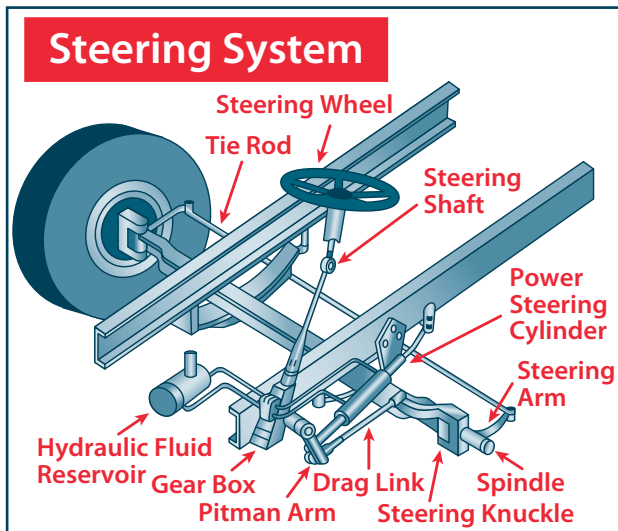 Steering System
Steering Wheel
Tie Rod
Steering
Shaft
Power
Steering
Cylinder
Steering
Arm
Hydraulic Fluid
Reservoir
Gear Box
Pitman Arm
Drag Link
Steering Knuckle
Spindle